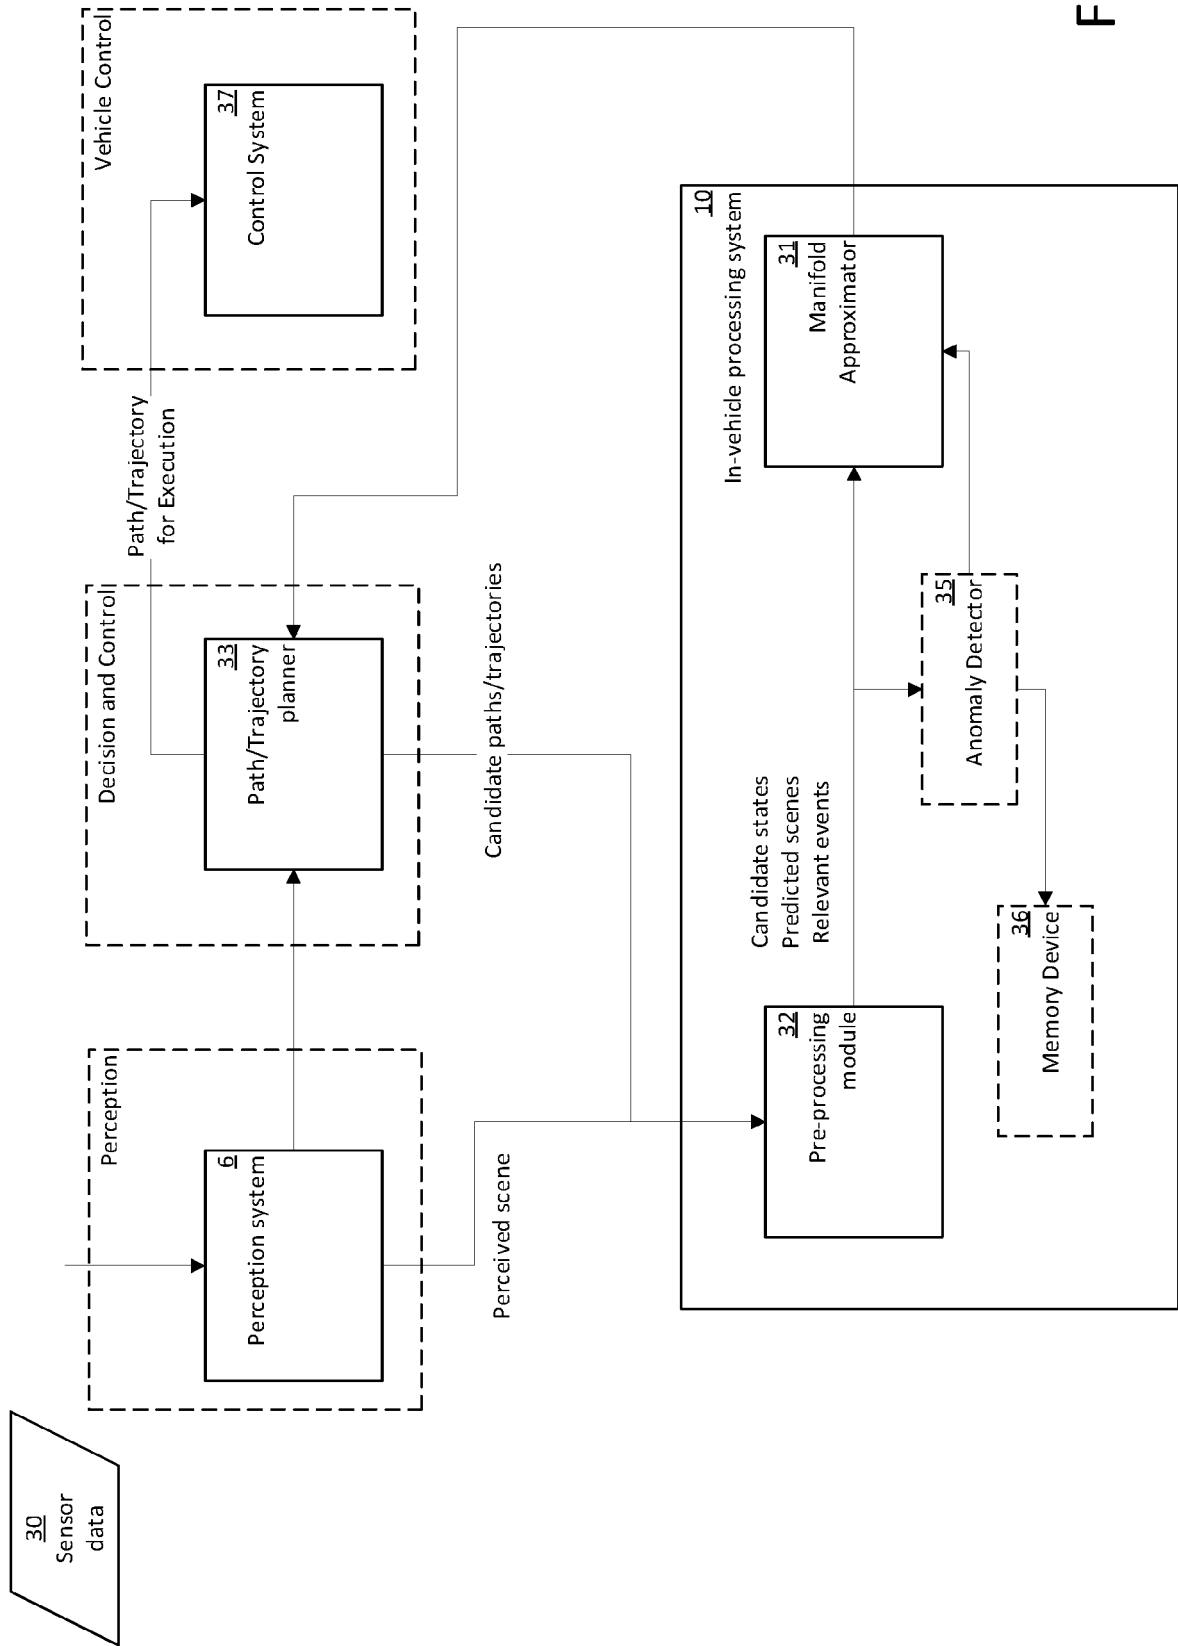 30
Sensor
data
Perception
6
Perception system
Perceived scene
Decision and Control
33
Path/Trajectory
planner
Candidate paths/trajectories
Path/Trajectory
for Execution
Vehicle Control
37
Control System
10
In-vehicle processing system
32
Pre-processing
module
Candidate states
Predicted scenes
Relevant events
31
Manifold
Approximator
35
Anomaly Detector
36
Memory Device
F